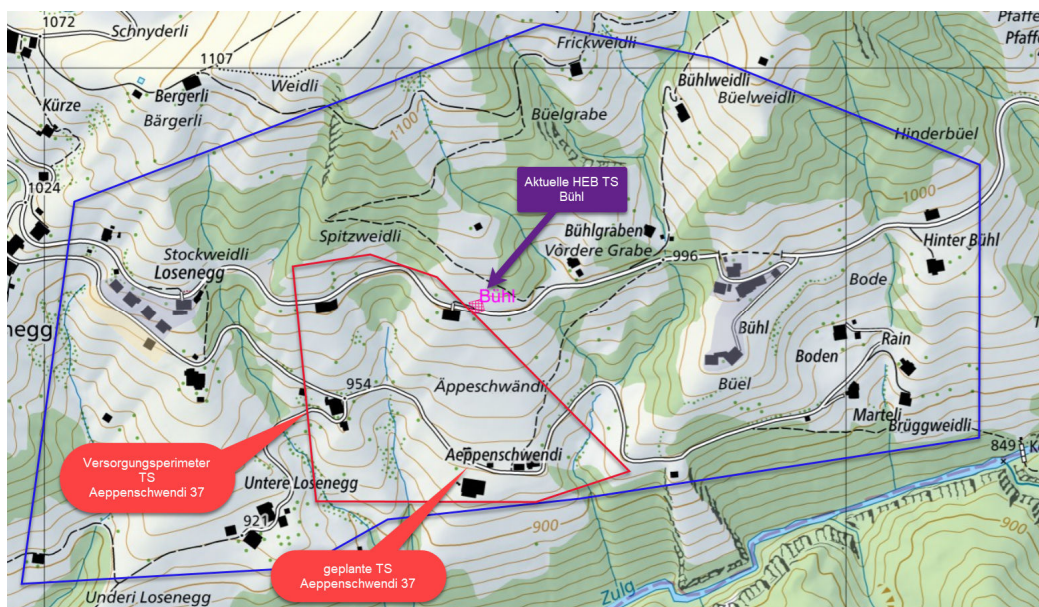 1072
Schnyderli
Pfaffe
Pfaffe
Frickweidli
1107
Weidli
Bergerli
Bärgerli
Kürze
Bühlweidli
Büelweidli
Büelgrabe
1100
Hinderbüel
1024
Aktuelle HEB TS
Bühl
1000
Spitzweidli
Stockweidli
Losenegg
Bühlgraben
Vordere Grabe
996
Hinter Bühl
Bühl
Bode
negg
Bühl
Rain
Boden
954
Äppeschwändi
Büel
Marteli
Brüggweidli
849
Versorgungsperimeter
TS
Aeppenschwendi 37
Aeppenschwendi
Untere Losenegg
921
900
900
geplante TS
Aeppenschwendi 37
Underi Losenegg
Zulg